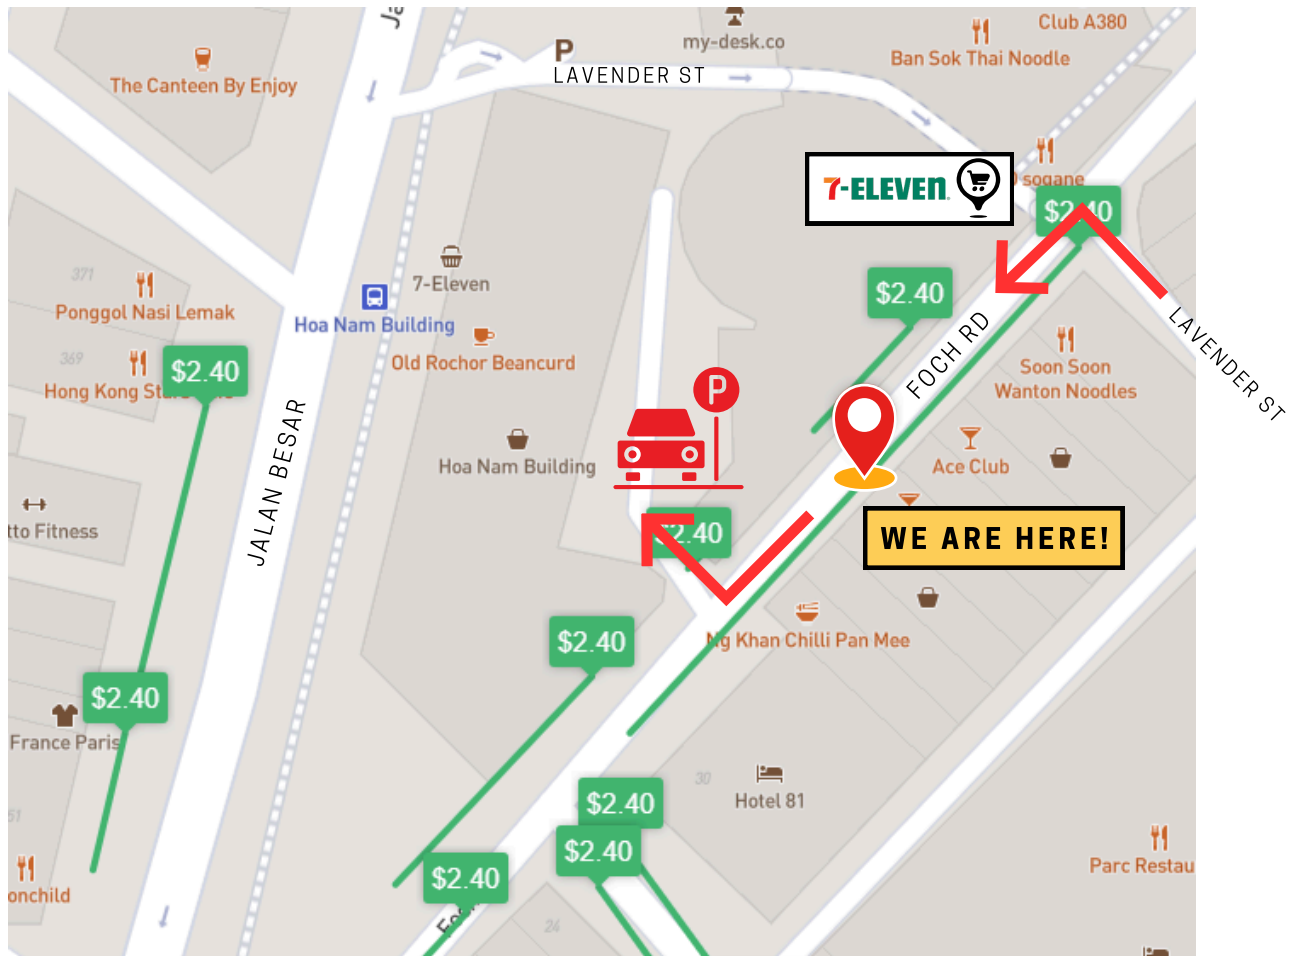 Ja
P
LAVENDER ST
my-desk.co
Club A380
Ban Sok Thai Noodle
The Canteen By Enjoy
7-ELEVEN
sogane
$2.40
371
7-Eleven
$2.40
Ponggol Nasi Lemak
Hoa Nam Building
Old Rochor Beancurd
FOCH RD
LAVENDER ST
369
Hong Kong
$2.40
Soon Soon
Wanton Noodles
P
JALAN BESAR
Hoa Nam Building
Ace Club
tto Fitness
$2.40
WE ARE HERE!
$2.40
Ng Khan Chilli Pan Mee
$2.40
France Paris
30
Hotel 81
$2.40
51
$2.40
$2.40
onchild
Parc Restau
24